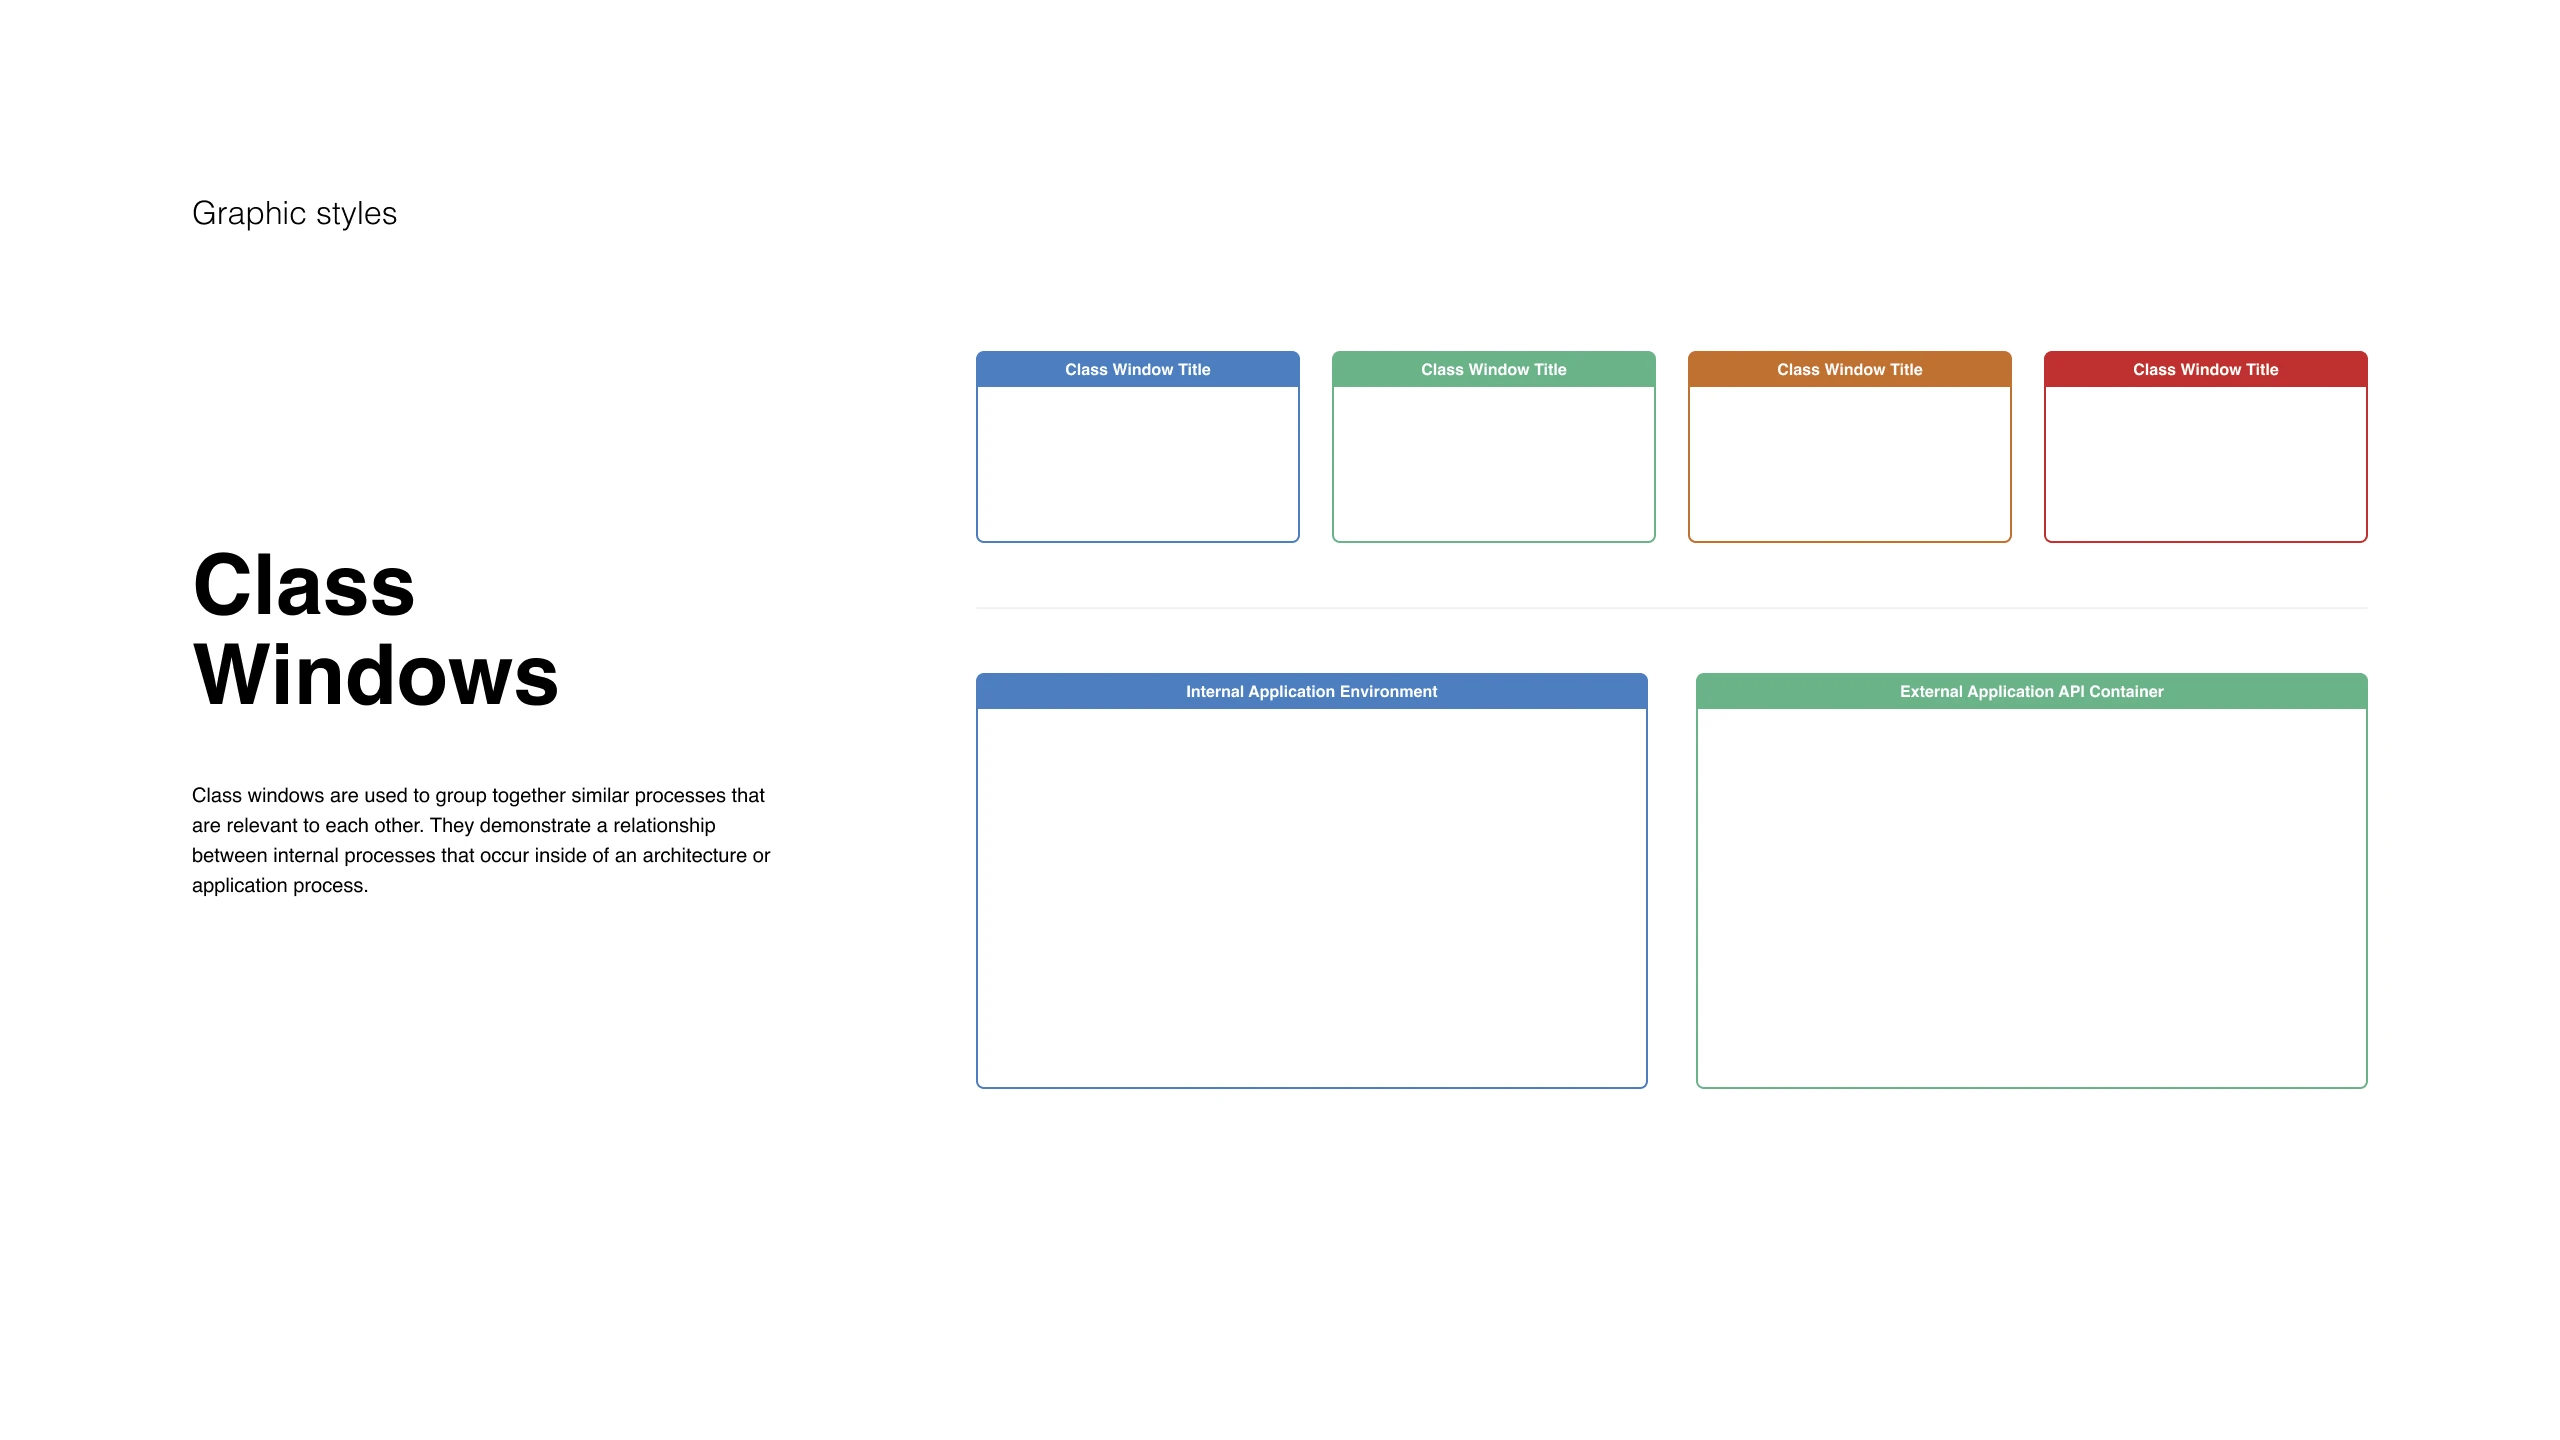 Graphic styles
Class
Windows
Class windows are used to group together similar processes that
are relevant to each other. They demonstrate a relationship
between internal processes that occur inside of an architecture or
application process.
Class Window Title
Class Window Title
Class Window Title
Class Window Title
Internal Application Environment
External Application API Container